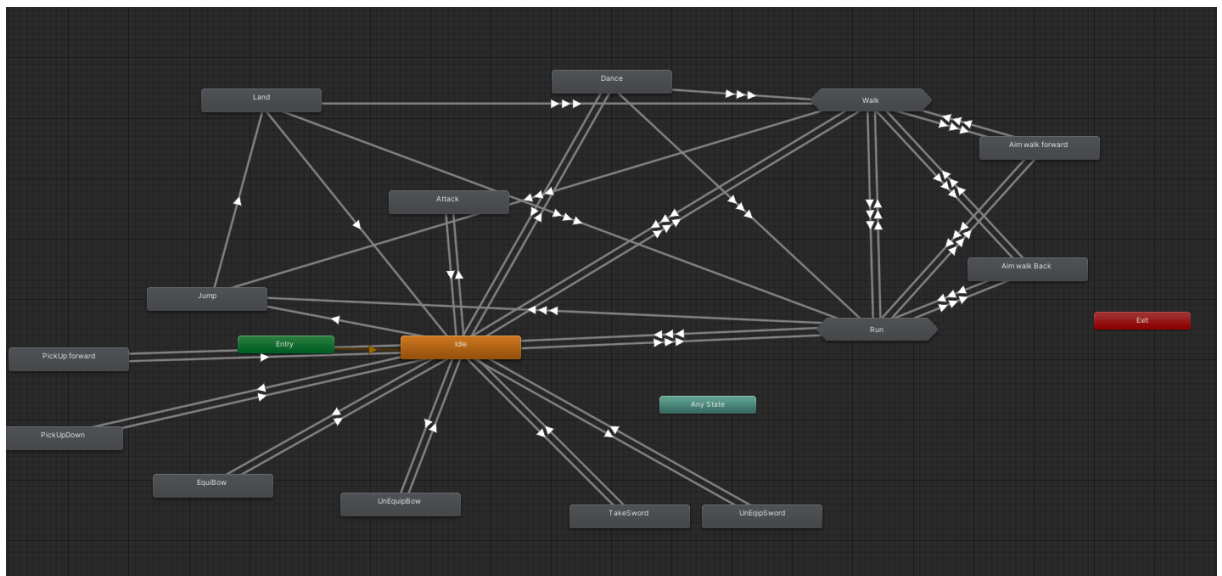 Dance
Land
Walk
Aim walk forward
Attack
Aim walk Back
Jump
Exit
Run
Entry
Idle
PickUp forward
Any State
PickUpDown
EquiBow
UnEquipBow
TakeSword
UnEqipSword